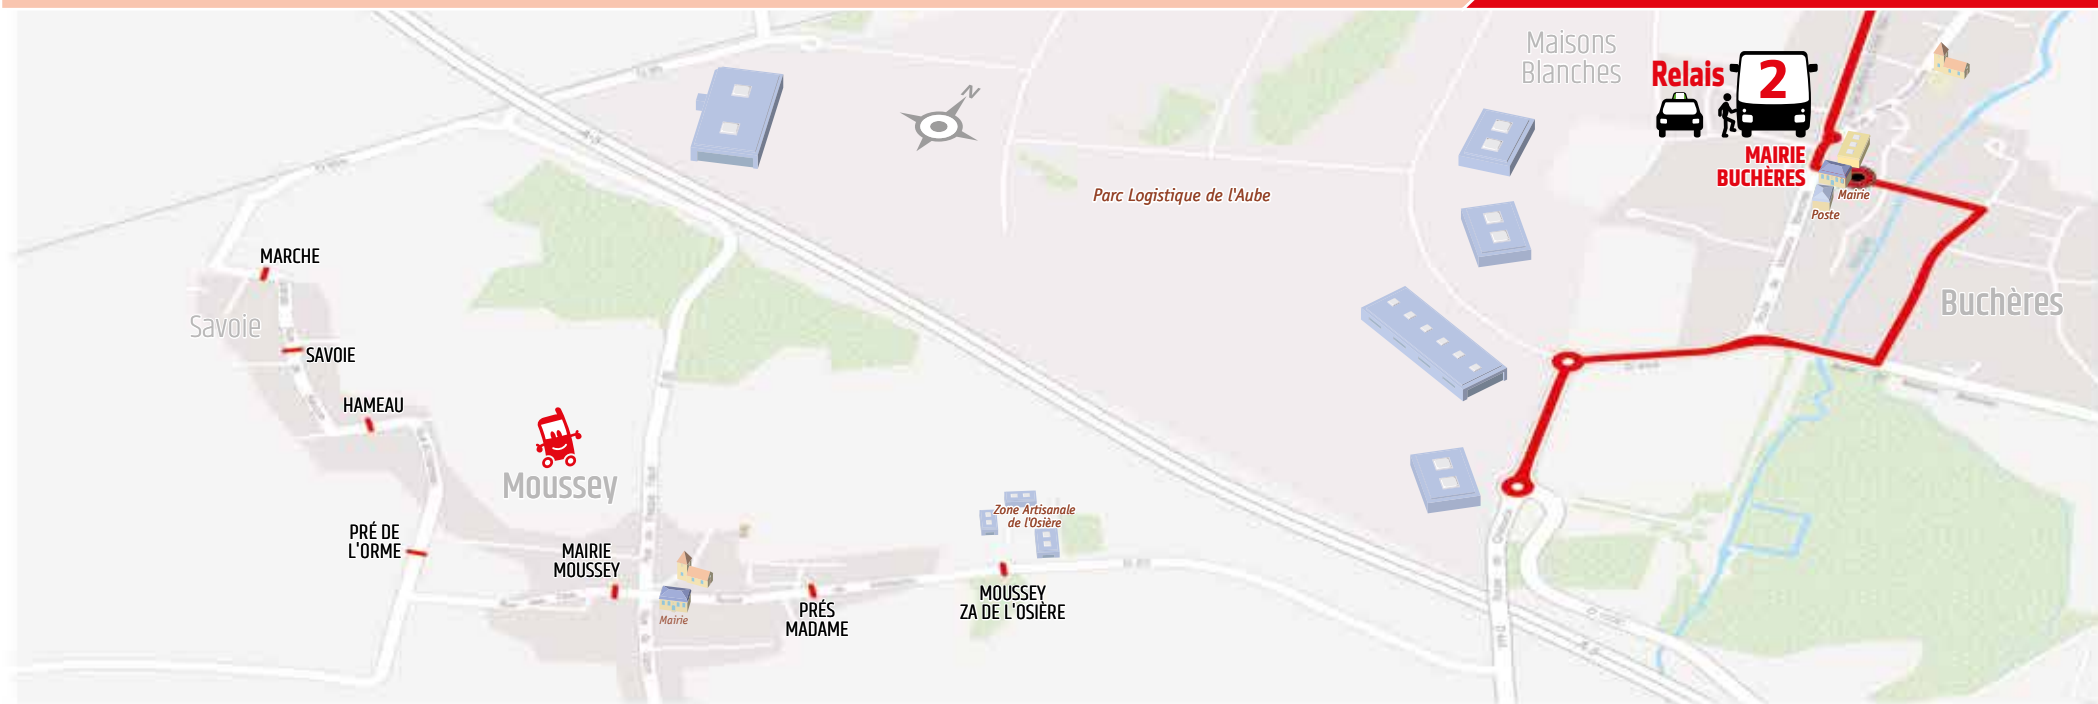 Maisons
Blanches
Relais
2
MAIRIE
BUCHÈRES
Mairie
Poste
N
Parc Logistique de l'Aube
Buchères
MARCHE
Savoie
SAVOIE
HAMEAU
Moussey
PRÉ DE
L'ORME
MAIRIE
MOUSSEY
Mairie
PRÉS
MADAME
Zone Artisanale
de l'Osière
MOUSSEY
ZA DE L'OSIÈRE